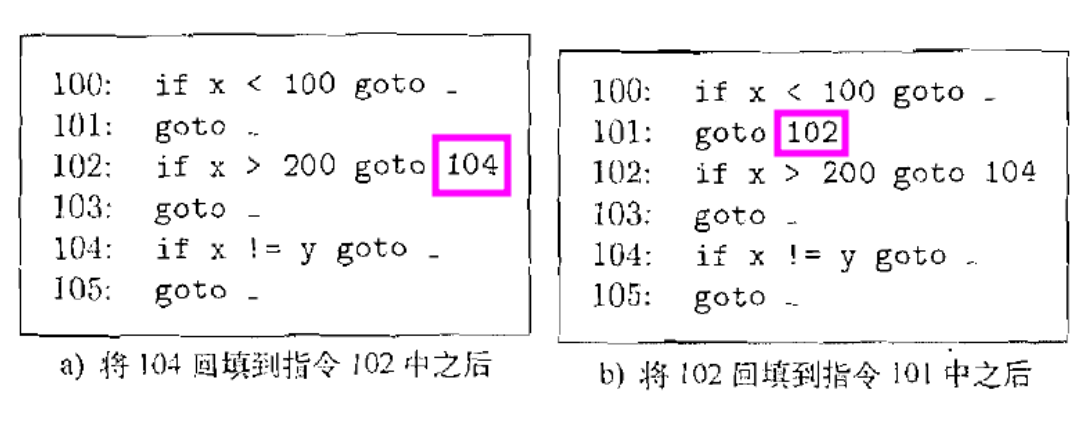 100: if x < 100 goto _
101: goto _
102: if x > 200 goto 104
103: goto _
104: if x != y goto _
105: goto _
a) 将 104 回填到指令 102 中之后
100: if x < 100 goto _
101: goto 102
102: if x > 200 goto 104
103: goto _
104: if x != y goto _
105: goto _
b) 将 102 回填到指令 101 中之后